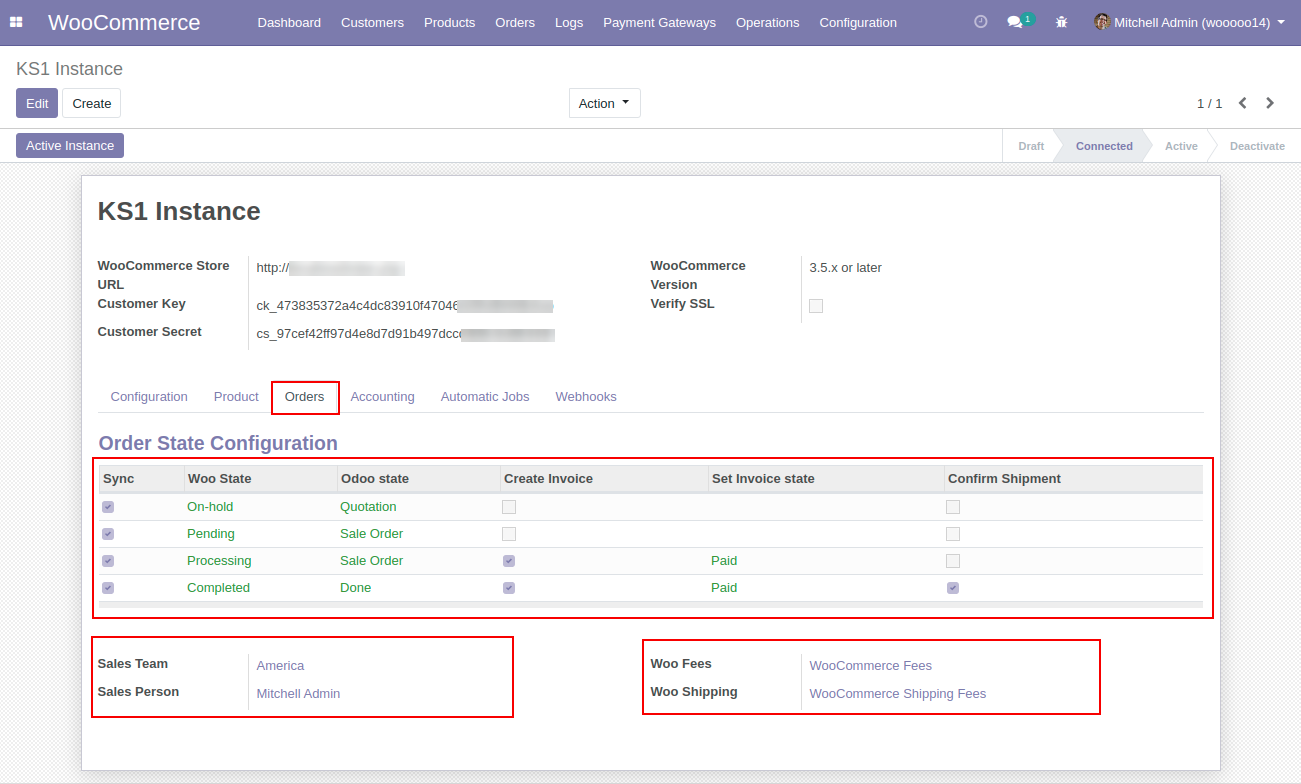 WooCommerce Dashboard Customers Products Orders Logs Payment Gateways Operations Configuration 1 Mitchell Admin (wooooo14)
KS1 Instance
Edit Create Action 1 / 1
Active Instance Draft Connected Active Deactivate
KS1 Instance
WooCommerce Store URL http://
WooCommerce Version 3.5.x or later
Customer Key ck_473835372a4c4dc83910f47046
Verify SSL
Customer Secret cs_97cef42ff97d4e8d7d91b497dcc
Configuration Product Orders Accounting Automatic Jobs Webhooks
Order State Configuration
Sync Woo State Odoo state Create Invoice Set Invoice state Confirm Shipment
On-hold Quotation
Pending Sale Order
Processing Sale Order Paid
Completed Done Paid
Sales Team America
Sales Person Mitchell Admin
Woo Fees WooCommerce Fees
Woo Shipping WooCommerce Shipping Fees